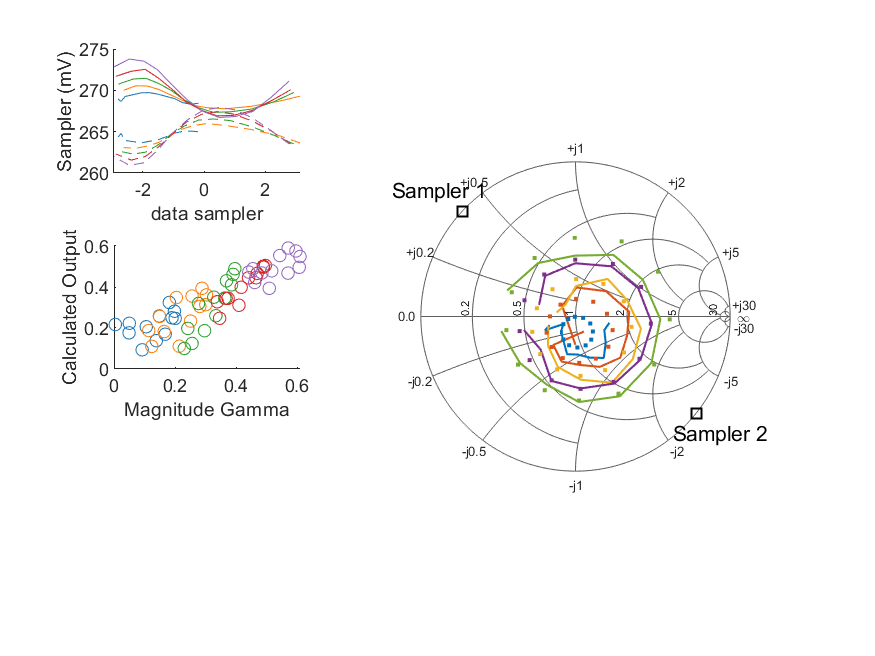 275
270
265
260
Sampler (mV)
-2
0
2
data sampler
0.6
0.4
0.2
0
Calculated Output
0
0.2
0.4
0.6
Magnitude Gamma
+j1
+j0.5
+j2
Sampler 1
+j0.2
+j5
0.0
0.2
0.5
1
2
5
30
+j30
∞
-j30
-j0.2
-j5
Sampler 2
-j0.5
-j2
-j1